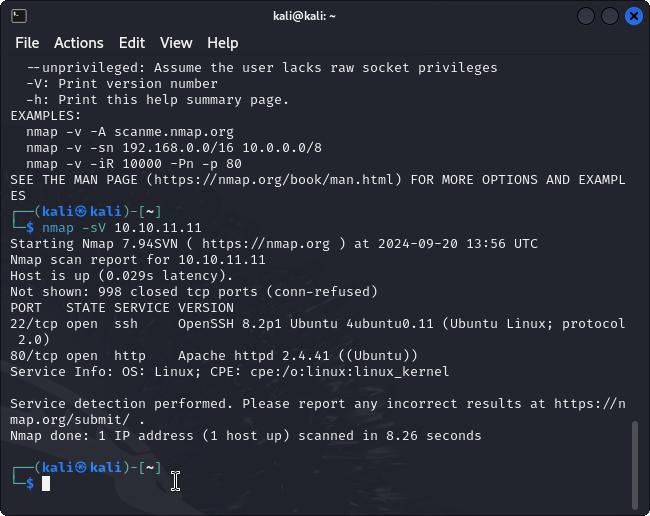 kali@kali: ~
File Actions Edit View Help
  --unprivileged: Assume the user lacks raw socket privileges
  -V: Print version number
  -h: Print this help summary page.
EXAMPLES:
  nmap -v -A scanme.nmap.org
  nmap -v -sn 192.168.0.0/16 10.0.0.0/8
  nmap -v -iR 10000 -Pn -p 80
SEE THE MAN PAGE (https://nmap.org/book/man.html) FOR MORE OPTIONS AND EXAMPL
ES
┌──(kali㉿kali)-[~]
└─$ nmap -sV 10.10.11.11
Starting Nmap 7.94SVN ( https://nmap.org ) at 2024-09-20 13:56 UTC
Nmap scan report for 10.10.11.11
Host is up (0.029s latency).
Not shown: 998 closed tcp ports (conn-refused)
PORT   STATE SERVICE VERSION
22/tcp open  ssh     OpenSSH 8.2p1 Ubuntu 4ubuntu0.11 (Ubuntu Linux; protocol
 2.0)
80/tcp open  http    Apache httpd 2.4.41 ((Ubuntu))
Service Info: OS: Linux; CPE: cpe:/o:linux:linux_kernel

Service detection performed. Please report any incorrect results at https://n
map.org/submit/ .
Nmap done: 1 IP address (1 host up) scanned in 8.26 seconds

┌──(kali㉿kali)-[~]
└─$